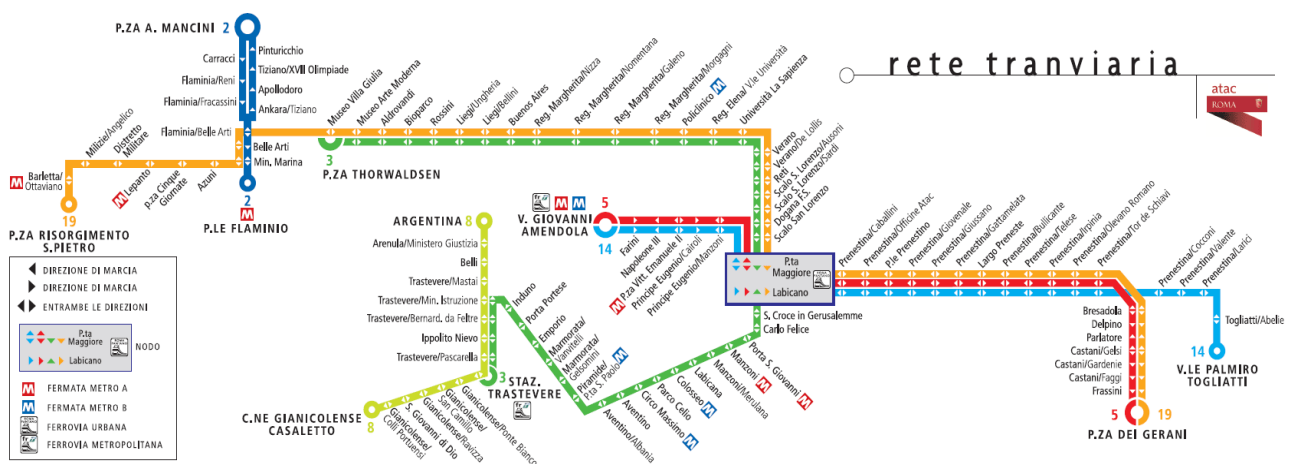 rete tranviaria
atac
ROMA
P.ZA A. MANCINI 2
Carracci
Flaminia/Reni
Flaminia/Fracassini
Flaminia/Belle Arti
Pinturicchio
Tiziano/XVII Olimpiade
Apollodoro
Ankara/Tiziano
Belle Arti
Min. Marina
2
M
P.LE FLAMINIO
Milizie/Angelico
Distretto
Militare
M Barletta/
Ottaviano
M Lepanto
p.za Cinque
Giornate
Azuni
19
P.ZA RISORGIMENTO
S.PIETRO
3
P.ZA THORWALDSEN
Museo Villa Giulia
Museo Arte Moderna
Aldrovandi
Bioparco
Rossini
Liegi/Ungheria
Liegi/Bellini
Buenos Aires
Reg. Margherita/Nizza
Reg. Margherita/Nomentana
Reg. Margherita/Galeno
Reg. Margherita/Morgagni
Policlinico M
Reg. Elena/ V.le Università
Università La Sapienza
Verano
Verano/De Lollis
Reti
Scalo S. Lorenzo/Ausoni
Scalo S. Lorenzo/Sardi
Dogana F.S.
Scalo San Lorenzo
M M
V. GIOVANNI
AMENDOLA
5
14
Farini
Napoleone III
M P.za Vitt. Emanuele II
Principe Eugenio/Cairoli
Principe Eugenio/Manzoni
P.ta
Maggiore
Labicano
Prenestina/Caballini
Prenestina/Officine Atac
P.le Prenestino
Prenestina/Giovenale
Prenestina/Giussano
Prenestina/Gattamelata
Largo Preneste
Prenestina/Bullicante
Prenestina/Telese
Prenestina/Irpinia
Prenestina/Olevano Romano
Prenestina/Tor de Schiavi
Prenestina/Cocconi
Prenestina/Valente
Prenestina/Larici
Togliatti/Abelie
14
V.LE PALMIRO
TOGLIATTI
Bresadola
Delpino
Parlatore
Castani/Gelsi
Castani/Gardenie
Castani/Faggi
Frassini
5 19
P.ZA DEI GERANI
ARGENTINA 8
Arenula/Ministero Giustizia
Belli
Trastevere/Mastai
Trastevere/Min. Istruzione
Trastevere/Bernard. da Feltre
Ippolito Nievo
Trastevere/Pascarella
3
STAZ.
TRASTEVERE
Gianicolense/Ponte Bianco
Gianicolense/
San Camillo
Gianicolense/Ravizza
S. Giovanni di Dio
Gianicolense/
Colli Portuensi
C.NE GIANICOLENSE
CASALETTO
8
Induno
Porta Portese
Emporio
Marmorata/
Vanvitelli
Marmorata/
Gelsomini
Piramide/
P.ta S. Paolo M
Aventino/Albania
Aventino
Circo Massimo M
Parco Celio
Colosseo M
Labicana
Manzoni/Merulana
Manzoni M
Porta S. Giovanni M
S. Croce in Gerusalemme
Carlo Felice
DIREZIONE DI MARCIA
DIREZIONE DI MARCIA
ENTRAMBE LE DIREZIONI
P.ta
Maggiore
Labicano
NODO
M FERMATA METRO A
M FERMATA METRO B
FERROVIA URBANA
FERROVIA METROPOLITANA